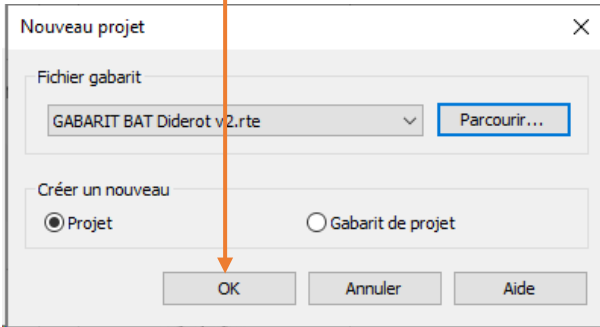 Nouveau projet
Fichier gabarit
GABARIT BAT Diderot v2.rte
Parcourir...
Créer un nouveau
Projet
Gabarit de projet
OK
Annuler
Aide